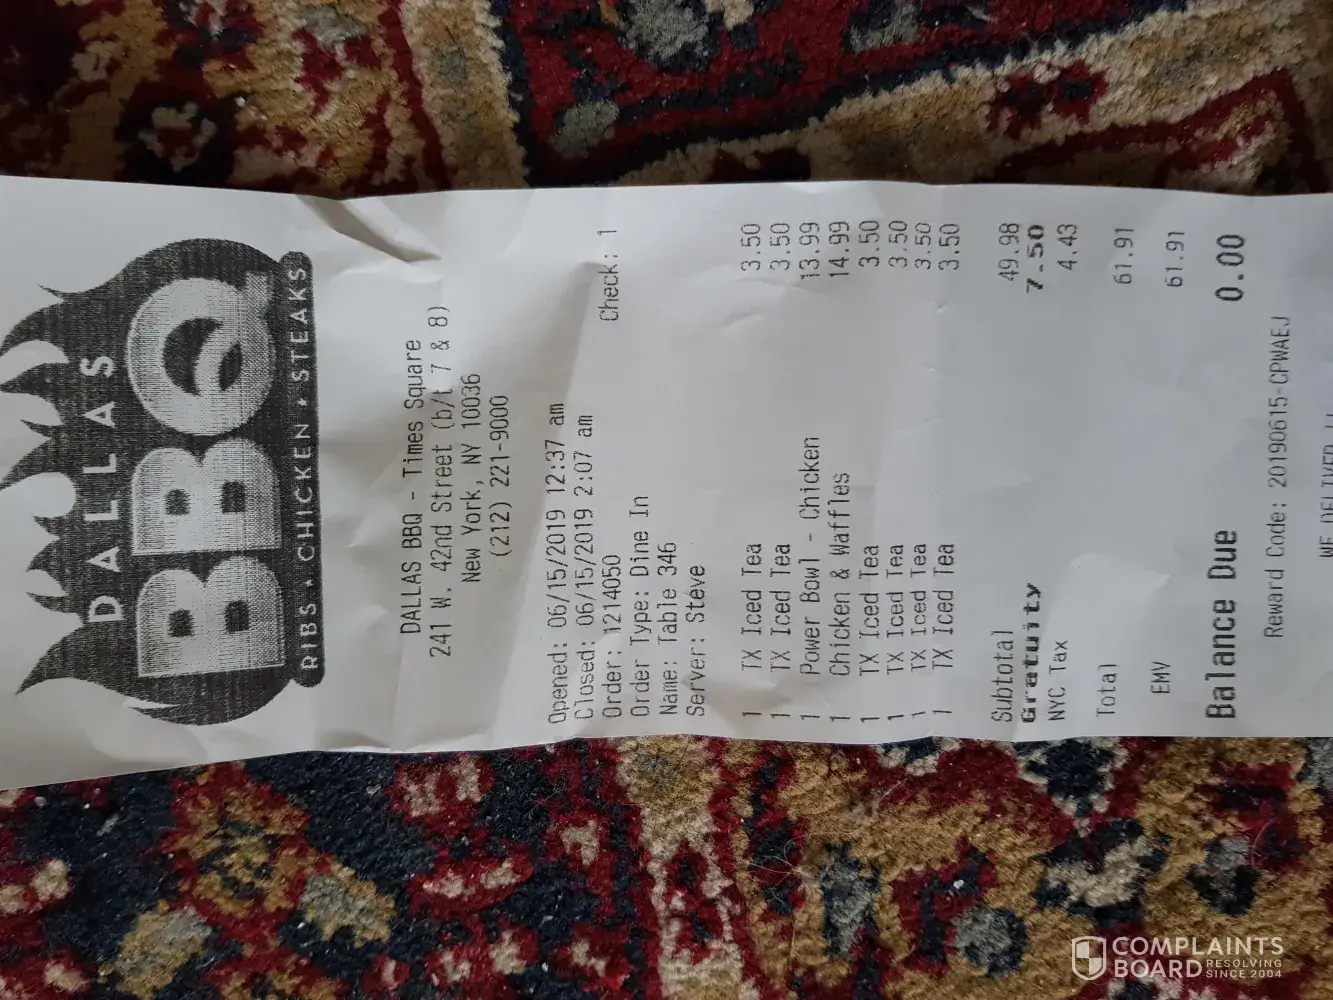 DALLAS
BBQ
RIBS ★ CHICKEN ★ STEAKS
DALLAS BBQ - Times Square
241 W. 42nd Street (b/t 7 & 8)
New York, NY 10036
(212) 221-9000
Opened: 06/15/2019 12:37 am
Closed: 06/15/2019 2:07 am
Order: 1214050 Check: 1
Order Type: Dine In
Name: Table 346
Server: Steve
1 TX Iced Tea 3.50
1 TX Iced Tea 3.50
1 Power Bowl - Chicken 13.99
1 Chicken & Waffles 14.99
1 TX Iced Tea 3.50
1 TX Iced Tea 3.50
1 TX Iced Tea 3.50
1 TX Iced Tea 3.50
Subtotal 49.98
Gratuity 7.50
NYC Tax 4.43
Total 61.91
EMV 61.91
Balance Due 0.00
Reward Code: 20190615-CPWAEJ
WE DELIVER
COMPLAINTS
BOARD RESOLVING
SINCE 2004